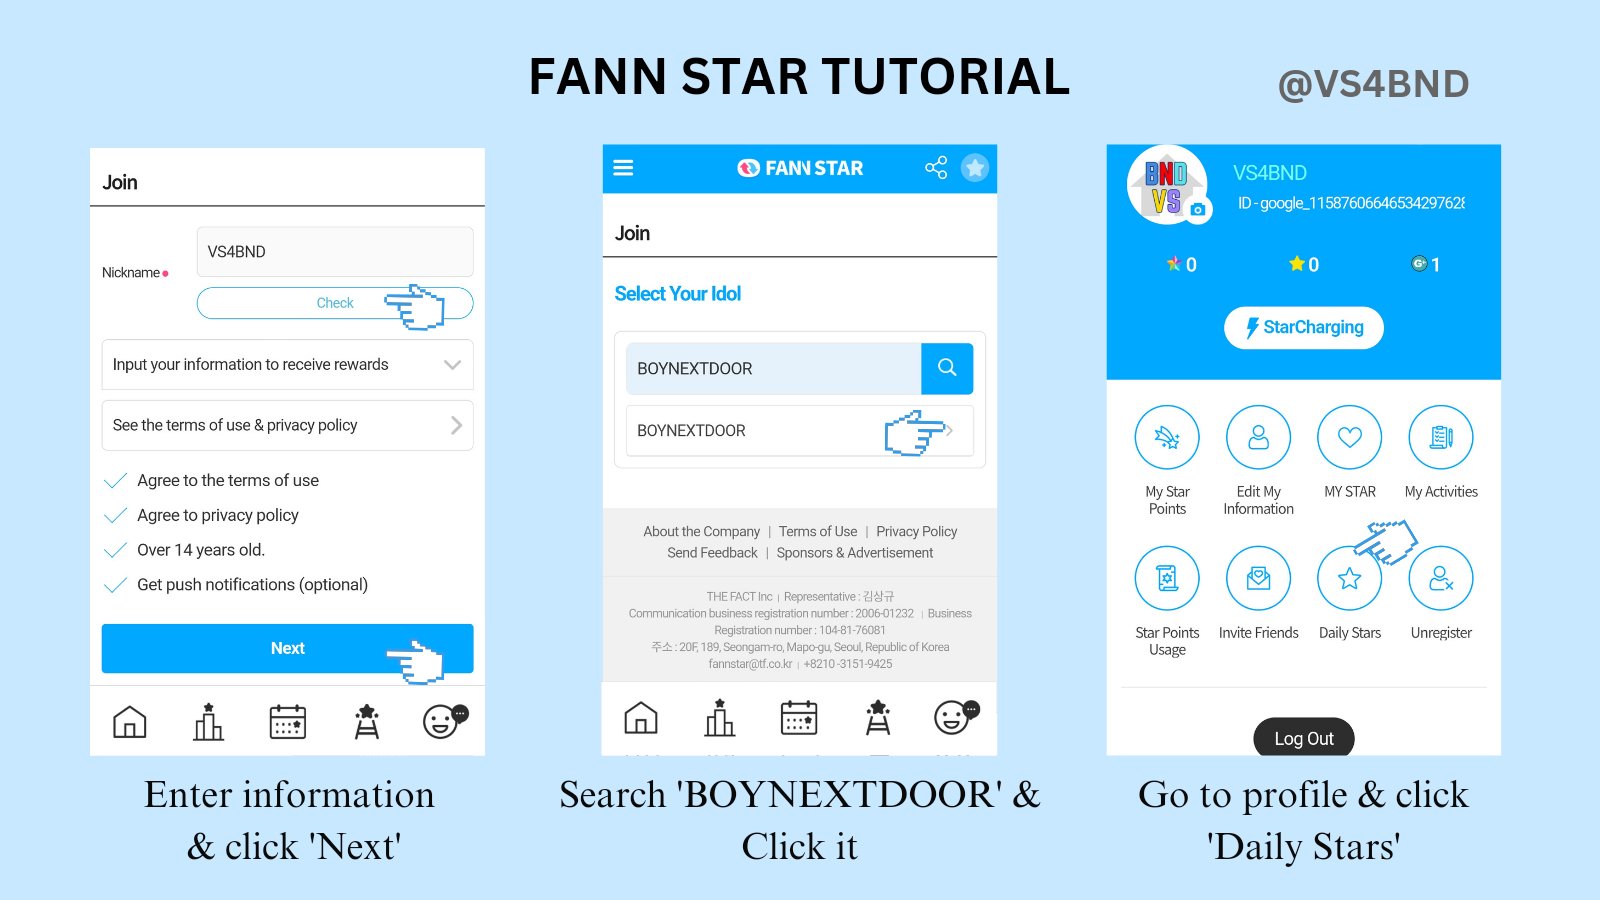 FANN STAR TUTORIAL
@VS4BND
Join
Nickname
VS4BND
Check
Input your information to receive rewards
See the terms of use & privacy policy
Agree to the terms of use
Agree to privacy policy
Over 14 years old.
Get push notifications (optional)
Next
Enter information
& click 'Next'
FANN STAR
Join
Select Your Idol
BOYNEXTDOOR
BOYNEXTDOOR
About the Company | Terms of Use | Privacy Policy
Send Feedback | Sponsors & Advertisement
THE FACT Inc | Representative : 김상규
Communication business registration number : 2006-01232 | Business
Registration number : 104-81-76081
주소 : 20F, 189, Seongam-ro, Mapo-gu, Seoul, Republic of Korea
fannstar@tf.co.kr | +8210-3151-9425
Search 'BOYNEXTDOOR' &
Click it
BND
VS
VS4BND
ID - google_11587606646534297628
0 0 G+ 1
StarCharging
My Star
Points
Edit My
Information
MY STAR
My Activities
Star Points
Usage
Invite Friends
Daily Stars
Unregister
Log Out
Go to profile & click
'Daily Stars'